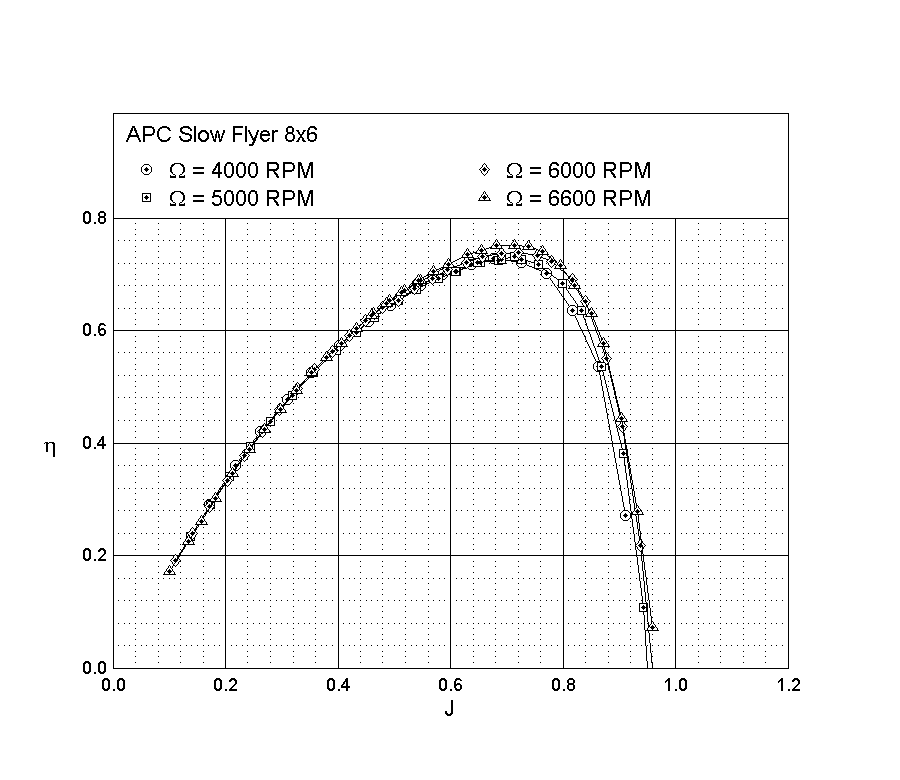 APC Slow Flyer 8x6
Ω = 4000 RPM
Ω = 6000 RPM
Ω = 5000 RPM
Ω = 6600 RPM
0.8
0.6
η
0.4
0.2
0.0
0.0 0.2 0.4 0.6 0.8 1.0 1.2
J